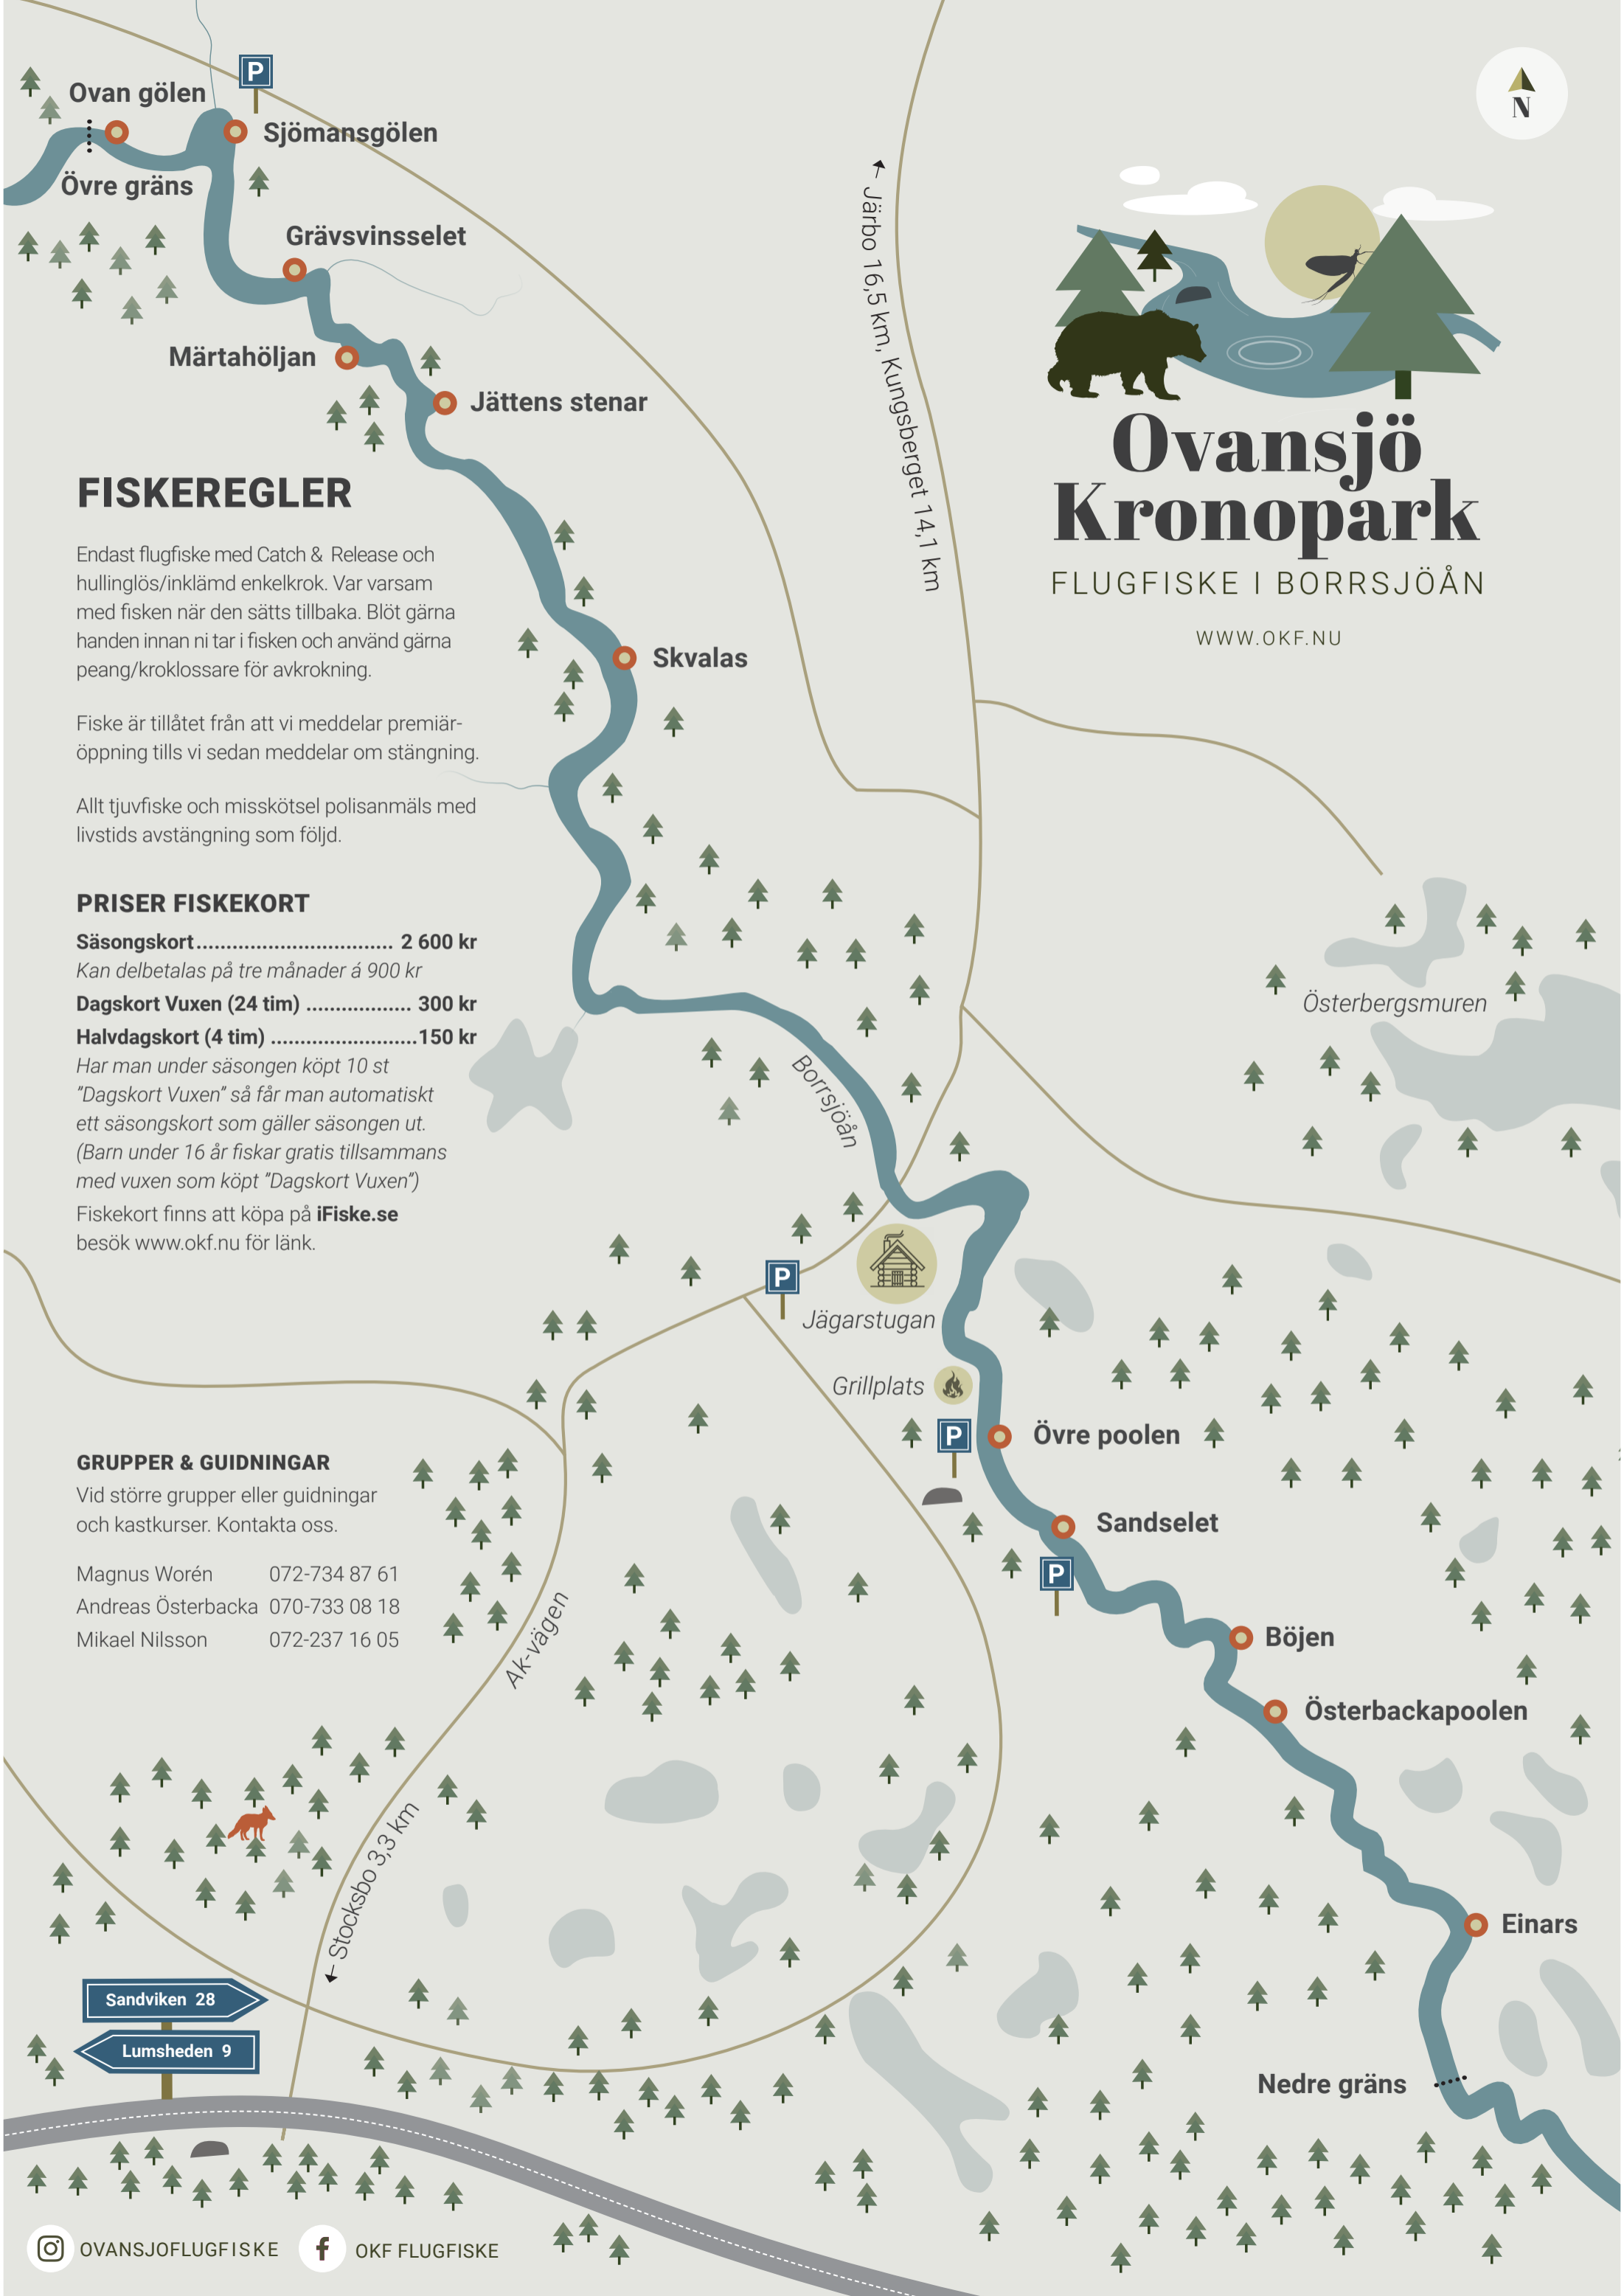 P
Ovan gölen
Sjömansgölen
Övre gräns
Grävsvinsselet
Märtahöljan
Jättens stenar
← Järbo 16,5 km, Kungsberget 14,1 km
N
Ovansjö
Kronopark
FLUGFISKE I BORRSJÖÅN
WWW.OKF.NU
FISKEREGLER
Endast flugfiske med Catch & Release och
hullinglös/inklämd enkelkrok. Var varsam
med fisken när den sätts tillbaka. Blöt gärna
handen innan ni tar i fisken och använd gärna
peang/kroklossare för avkrokning.
Fiske är tillåtet från att vi meddelar premiär-
öppning tills vi sedan meddelar om stängning.
Allt tjuvfiske och misskötsel polisanmäls med
livstids avstängning som följd.
PRISER FISKEKORT
Säsongskort................................. 2 600 kr
Kan delbetalas på tre månader á 900 kr
Dagskort Vuxen (24 tim) .................. 300 kr
Halvdagskort (4 tim) .........................150 kr
Har man under säsongen köpt 10 st
”Dagskort Vuxen” så får man automatiskt
ett säsongskort som gäller säsongen ut.
(Barn under 16 år fiskar gratis tillsammans
med vuxen som köpt ”Dagskort Vuxen”)
Fiskekort finns att köpa på iFiske.se
besök www.okf.nu för länk.
Skvalas
Österbergsmuren
Borrsjöån
P
Jägarstugan
Grillplats
P
Övre poolen
Sandselet
P
Böjen
Österbackapoolen
Einars
Nedre gräns
GRUPPER & GUIDNINGAR
Vid större grupper eller guidningar
och kastkurser. Kontakta oss.
Magnus Worén 072-734 87 61
Andreas Österbacka 070-733 08 18
Mikael Nilsson 072-237 16 05
Ak-vägen
← Stocksbo 3,3 km
Sandviken 28
Lumsheden 9
OVANSJOFLUGFISKE
OKF FLUGFISKE